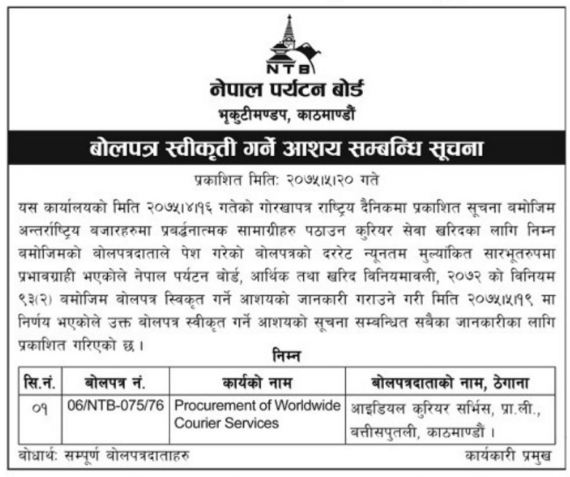 NTB
नेपाल पर्यटन बोर्ड
भृकुटीमण्डप, काठमाण्डौं
बोलपत्र स्वीकृती गर्ने आशय सम्बन्धि सूचना
प्रकाशित मितिः २०७५।५।२० गते
यस कार्यालयको मिति २०७५।४।१६ गतेको गोरखापत्र राष्ट्रिय दैनिकमा प्रकाशित सूचना बमोजिम
अन्तर्राष्ट्रिय बजारहरुमा प्रबर्द्धनात्मक सामाग्रीहरु पठाउन कुरियर सेवा खरिदका लागि निम्न
बमोजिमको बोलपत्रदाताले पेश गरेको बोलपत्रको दररेट न्यूनतम मुल्यांकित सारभूतरुपमा
प्रभावग्राही भएकोले नेपाल पर्यटन बोर्ड, आर्थिक तथा खरिद विनियमावली, २०७२ को विनियम
९३(२) बमोजिम बोलपत्र स्विकृत गर्ने आशयको जानकारी गराउने गरी मिति २०७५।५।१९ मा
निर्णय भएकोले उक्त बोलपत्र स्वीकृत गर्ने आशयको सूचना सम्बन्धित सबैका जानकारीका लागि
प्रकाशित गरिएको छ ।
निम्न
सि.नं. बोलपत्र नं. कार्यको नाम बोलपत्रदाताको नाम, ठेगाना
०१ 06/NTB-075/76 Procurement of Worldwide आइडियल कुरियर सर्भिस, प्रा.ली.,
Courier Services बत्तीसपुतली, काठमाण्डौं ।
बोधार्थः सम्पूर्ण बोलपत्रदाताहरु कार्यकारी प्रमुख